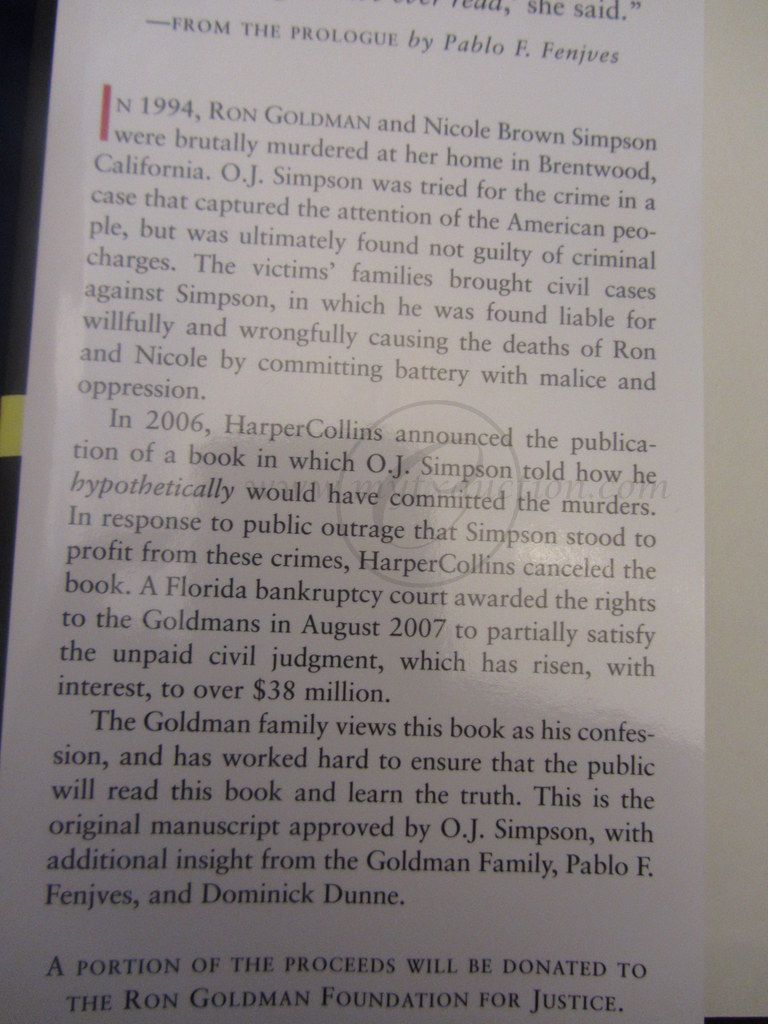 ever read," she said."
—FROM THE PROLOGUE by Pablo F. Fenjves
IN 1994, RON GOLDMAN and Nicole Brown Simpson
were brutally murdered at her home in Brentwood,
California. O.J. Simpson was tried for the crime in a
case that captured the attention of the American peo-
ple, but was ultimately found not guilty of criminal
charges. The victims' families brought civil cases
against Simpson, in which he was found liable for
willfully and wrongfully causing the deaths of Ron
and Nicole by committing battery with malice and
oppression.
In 2006, HarperCollins announced the publica-
tion of a book in which O.J. Simpson told how he
hypothetically would have committed the murders.
In response to public outrage that Simpson stood to
profit from these crimes, HarperCollins canceled the
book. A Florida bankruptcy court awarded the rights
to the Goldmans in August 2007 to partially satisfy
the unpaid civil judgment, which has risen, with
interest, to over $38 million.
The Goldman family views this book as his confes-
sion, and has worked hard to ensure that the public
will read this book and learn the truth. This is the
original manuscript approved by O.J. Simpson, with
additional insight from the Goldman Family, Pablo F.
Fenjves, and Dominick Dunne.
A PORTION OF THE PROCEEDS WILL BE DONATED TO
THE RON GOLDMAN FOUNDATION FOR JUSTICE.